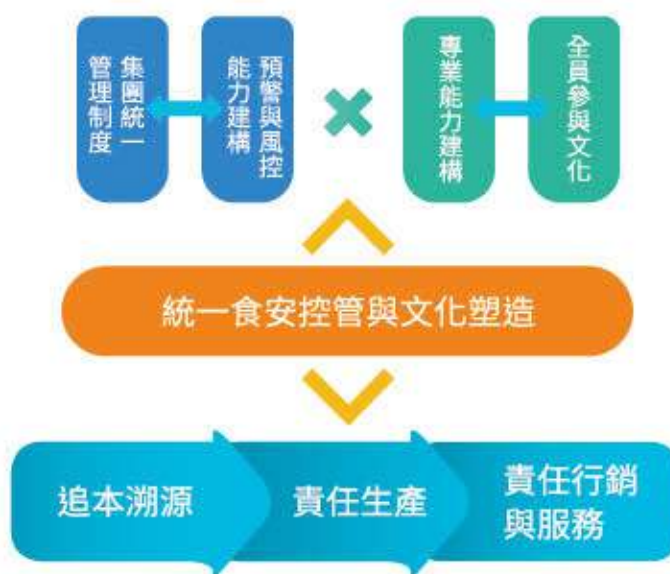 集團統一
管理制度
預警與風控
能力建構
專業能力建構
全員參與文化
統一食安控管與文化塑造
追本溯源
責任生產
責任行銷
與服務